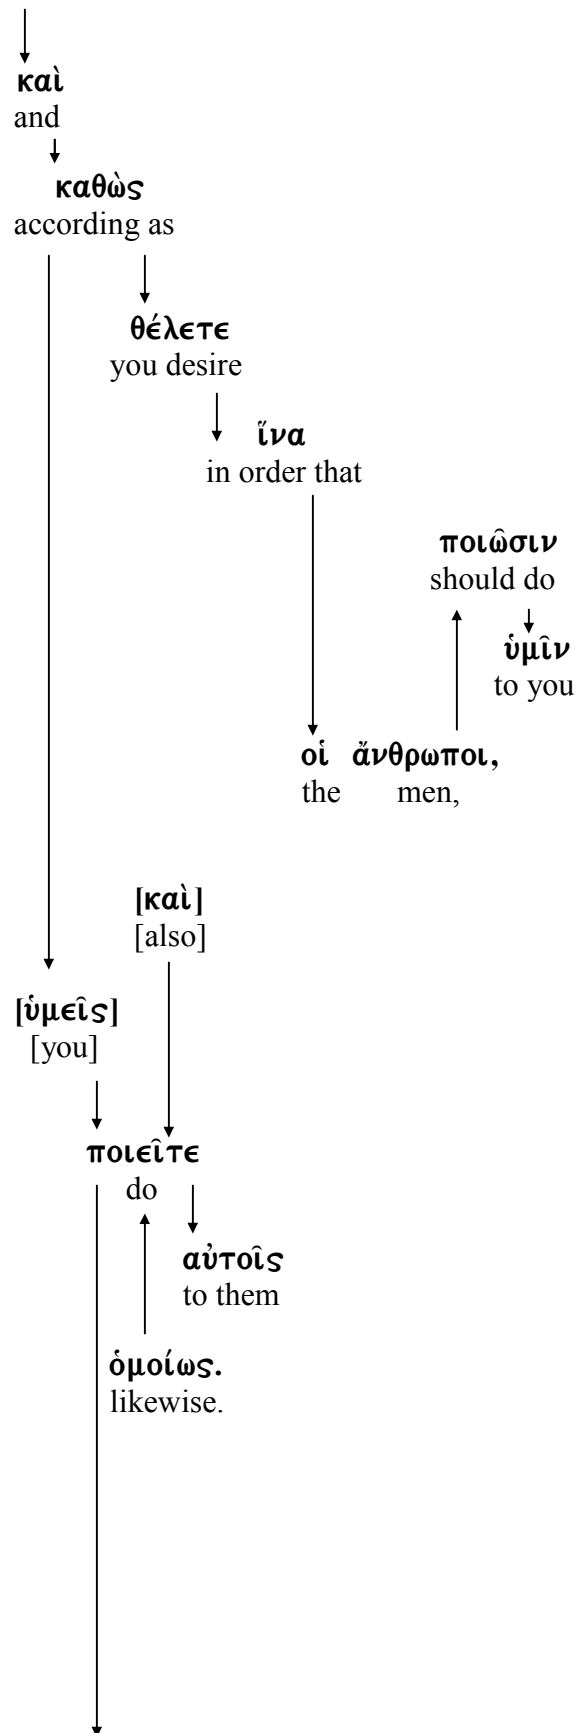 καὶ
and
καθὼς
according as
θέλετε
you desire
ἵνα
in order that
ποιῶσιν
should do
ὑμῖν
to you
οἱ ἄνθρωποι,
the men,
[καὶ]
[also]
[ὑμεῖς]
[you]
ποιεῖτε
do
αὐτοῖς
to them
ὁμοίως.
likewise.